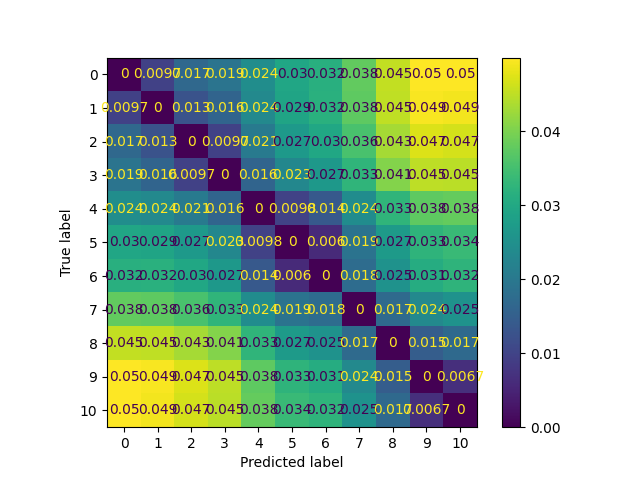 0 0 0.0097 0.017 0.019 0.024 0.03 0.032 0.038 0.045 0.05 0.05
1 0.0097 0 0.013 0.016 0.024 0.029 0.032 0.038 0.045 0.049 0.049
2 0.017 0.013 0 0.0097 0.021 0.027 0.03 0.036 0.043 0.047 0.047
3 0.019 0.016 0.0097 0 0.016 0.023 0.027 0.033 0.041 0.045 0.045
4 0.024 0.024 0.021 0.016 0 0.0098 0.014 0.024 0.033 0.038 0.038
5 0.03 0.029 0.027 0.023 0.0098 0 0.006 0.019 0.027 0.033 0.034
6 0.032 0.032 0.03 0.027 0.014 0.006 0 0.018 0.025 0.031 0.032
7 0.038 0.038 0.036 0.033 0.024 0.019 0.018 0 0.017 0.024 0.025
8 0.045 0.045 0.043 0.041 0.033 0.027 0.025 0.017 0 0.015 0.017
9 0.05 0.049 0.047 0.045 0.038 0.033 0.031 0.024 0.015 0 0.0067
10 0.05 0.049 0.047 0.045 0.038 0.034 0.032 0.025 0.017 0.0067 0
0 1 2 3 4 5 6 7 8 9 10
Predicted label
True label
0.04
0.03
0.02
0.01
0.00